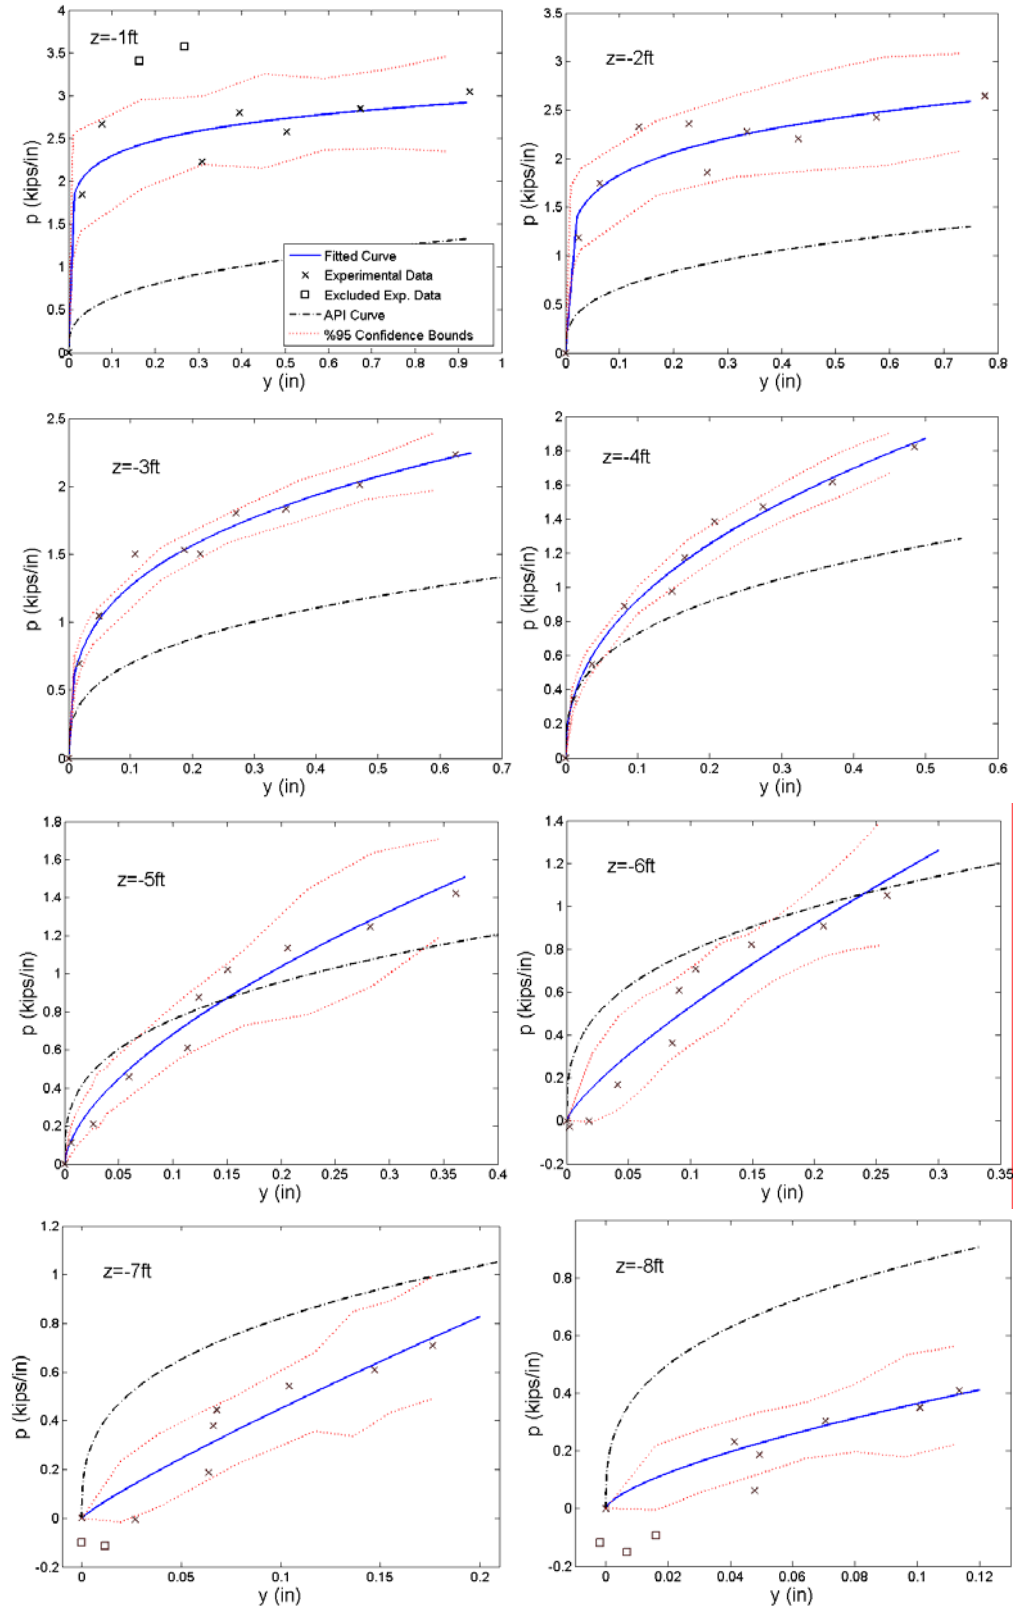 z=-1ft
p (kips/in)
4
3.5
3
2.5
2
1.5
1
0.5
0
Fitted Curve
Experimental Data
Excluded Exp. Data
API Curve
%95 Confidence Bounds
0 0.1 0.2 0.3 0.4 0.5 0.6 0.7 0.8 0.9 1
y (in)
z=-2ft
p (kips/in)
4
3.5
3
2.5
2
1.5
1
0.5
0
0 0.1 0.2 0.3 0.4 0.5 0.6 0.7 0.8
y (in)
z=-3ft
p (kips/in)
2.5
2
1.5
1
0.5
0
0 0.1 0.2 0.3 0.4 0.5 0.6 0.7
y (in)
z=-4ft
p (kips/in)
2
1.8
1.6
1.4
1.2
1
0.8
0.6
0.4
0.2
0
0 0.1 0.2 0.3 0.4 0.5 0.6
y (in)
z=-5ft
p (kips/in)
1.8
1.6
1.4
1.2
1
0.8
0.6
0.4
0.2
0
0 0.05 0.1 0.15 0.2 0.25 0.3 0.35 0.4
y (in)
z=-6ft
p (kips/in)
1.4
1.2
1
0.8
0.6
0.4
0.2
0
-0.2
0 0.05 0.1 0.15 0.2 0.25 0.3 0.35
y (in)
z=-7ft
p (kips/in)
1.2
1
0.8
0.6
0.4
0.2
0
-0.2
0 0.05 0.1 0.15 0.2
y (in)
z=-8ft
p (kips/in)
0.8
0.6
0.4
0.2
0
-0.2
0 0.02 0.04 0.06 0.08 0.1 0.12
y (in)